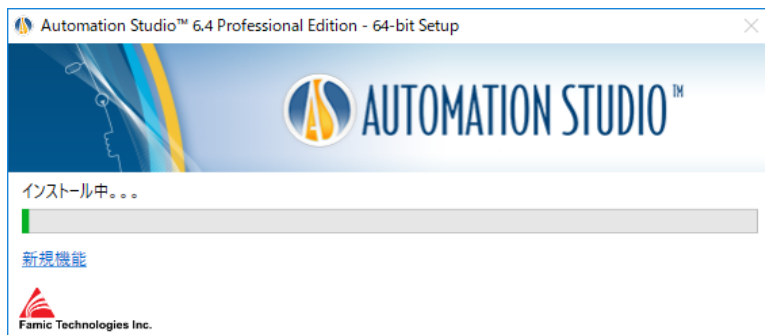 Automation Studio™ 6.4 Professional Edition - 64-bit Setup
AUTOMATION STUDIO™
インストール中。。。
新規機能
Famic Technologies Inc.